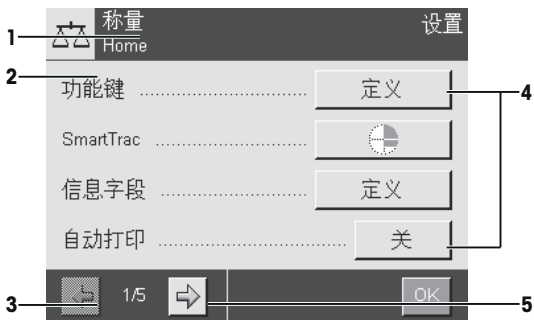 称量 设置
1 Home
2
功能键 .............................. 定义 4
SmartTrac ...........................
信息字段 ........................... 定义
自动打印 ................................. 关
3 1/5 OK 5